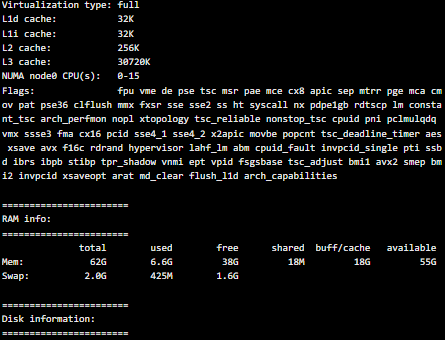 Virtualization type: full
L1d cache:           32K
L1i cache:           32K
L2 cache:            256K
L3 cache:            30720K
NUMA node0 CPU(s):   0-15
Flags:               fpu vme de pse tsc msr pae mce cx8 apic sep mtrr pge mca cm
ov pat pse36 clflush mmx fxsr sse sse2 ss ht syscall nx pdpe1gb rdtscp lm consta
nt_tsc arch_perfmon nopl xtopology tsc_reliable nonstop_tsc cpuid pni pclmulqdq
vmx ssse3 fma cx16 pcid sse4_1 sse4_2 x2apic movbe popcnt tsc_deadline_timer aes
 xsave avx f16c rdrand hypervisor lahf_lm abm cpuid_fault invpcid_single pti ssb
d ibrs ibpb stibp tpr_shadow vnmi ept vpid fsgsbase tsc_adjust bmi1 avx2 smep bm
i2 invpcid xsaveopt arat md_clear flush_l1d arch_capabilities
=======================
RAM info:
=======================
              total        used        free      shared  buff/cache   available
Mem:            62G        6.6G         38G         18M         18G         55G
Swap:          2.0G        425M        1.6G
=======================
Disk information:
=======================